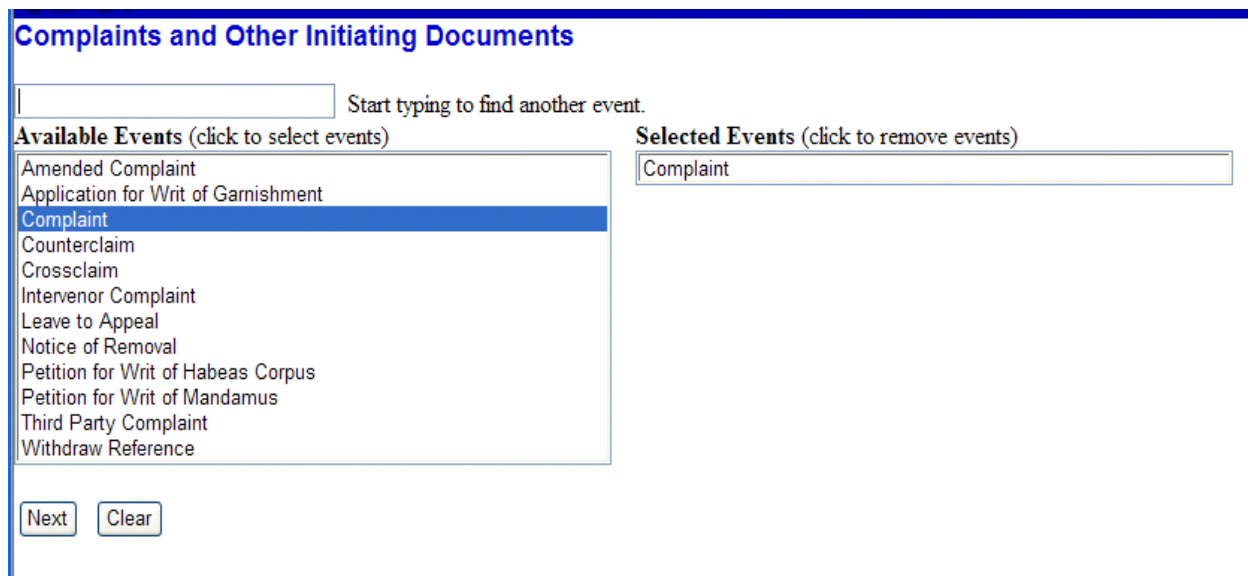 Complaints and Other Initiating Documents
Start typing to find another event.
Available Events (click to select events)
Amended Complaint
Application for Writ of Garnishment
Complaint
Counterclaim
Crossclaim
Intervenor Complaint
Leave to Appeal
Notice of Removal
Petition for Writ of Habeas Corpus
Petition for Writ of Mandamus
Third Party Complaint
Withdraw Reference
Selected Events (click to remove events)
Complaint
Next
Clear